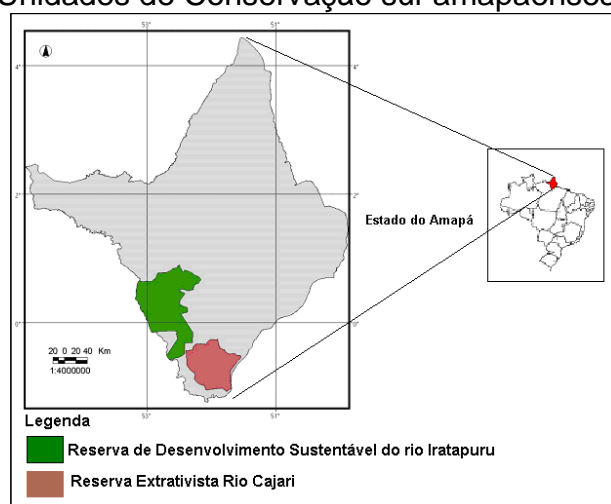 Unidades de Conservação sul amapaenses
53° 51°
4° 4°
2° 2°
Estado do Amapá
0° 0°
20 0 20 40 Km
1:4000000
53° 51°
Legenda
Reserva de Desenvolvimento Sustentável do rio Iratapuru
Reserva Extrativista Rio Cajari